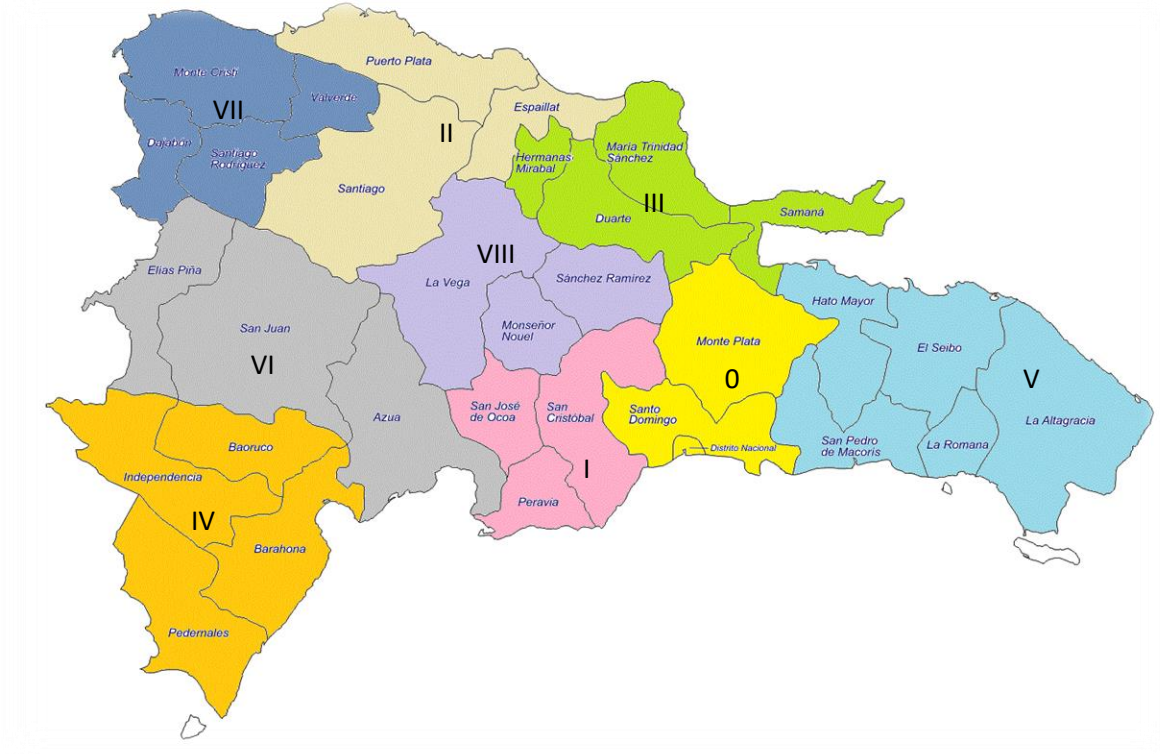 Puerto Plata
Monte Cristi
Valverde
VII
Espaillat
II
Dajabón
Santiago
Rodríguez
María Trinidad
Sánchez
Hermanas
Mirabal
Santiago
III
Samaná
Duarte
VIII
Elías Piña
La Vega
Sánchez Ramírez
Hato Mayor
San Juan
Monseñor
Nouel
Monte Plata
El Seibo
VI
0
V
Azua
San José
de Ocoa
San
Cristóbal
Santo
Domingo
La Altagracia
Baoruco
Distrito Nacional
San Pedro
de Macorís
La Romana
Independencia
I
Peravia
IV
Barahona
Pedernales